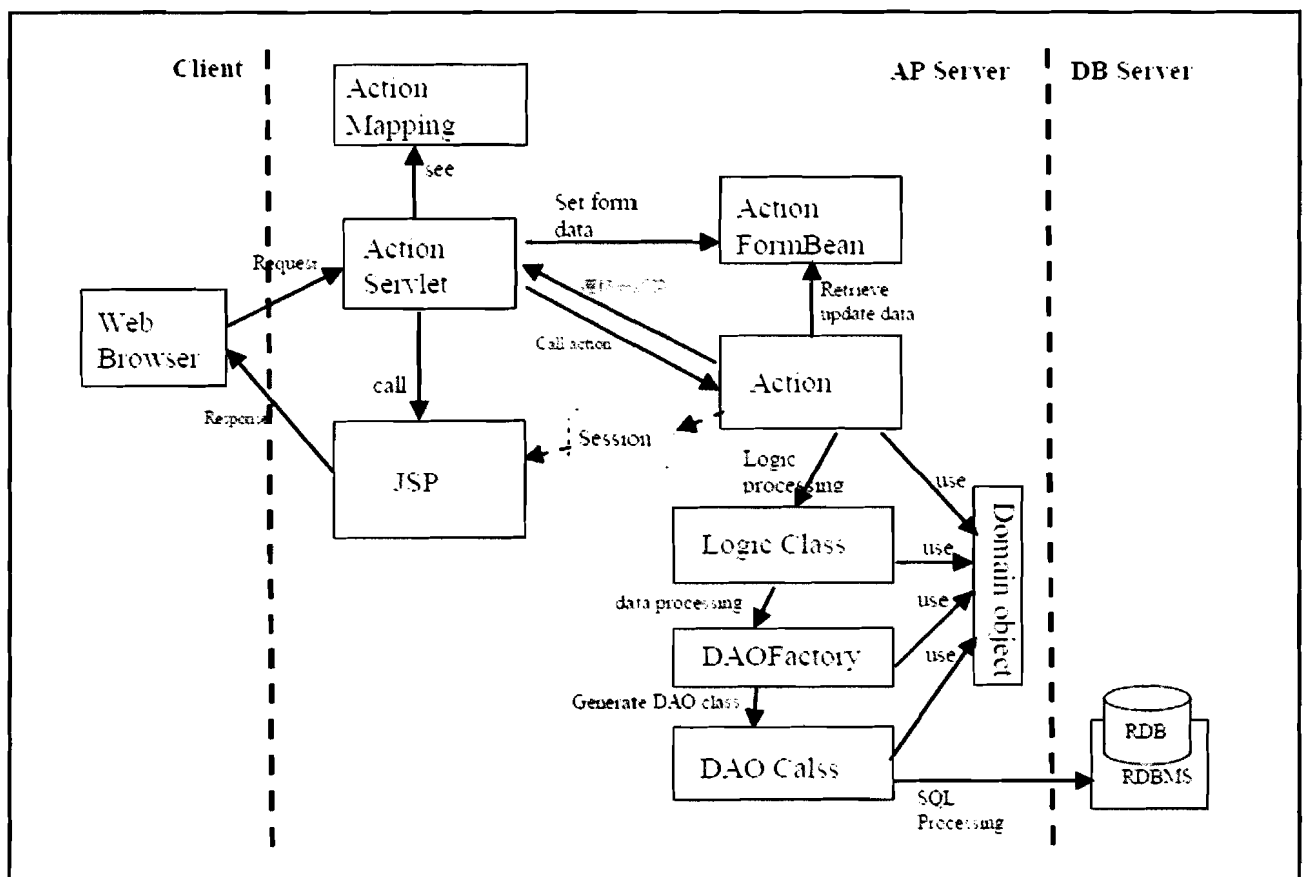 Client
AP Server
DB Server
Action
Mapping
see
Set form
data
Action
FormBean
Action
Servlet
Request
Retrieve
update data
Web
Browser
Call action
Action
call
Response
Session
JSP
Logic
processing
use
Logic Class
use
Domain object
data processing
use
DAOFactory
use
Generate DAO class
DAO Calss
RDB
RDBMS
SQL
Processing